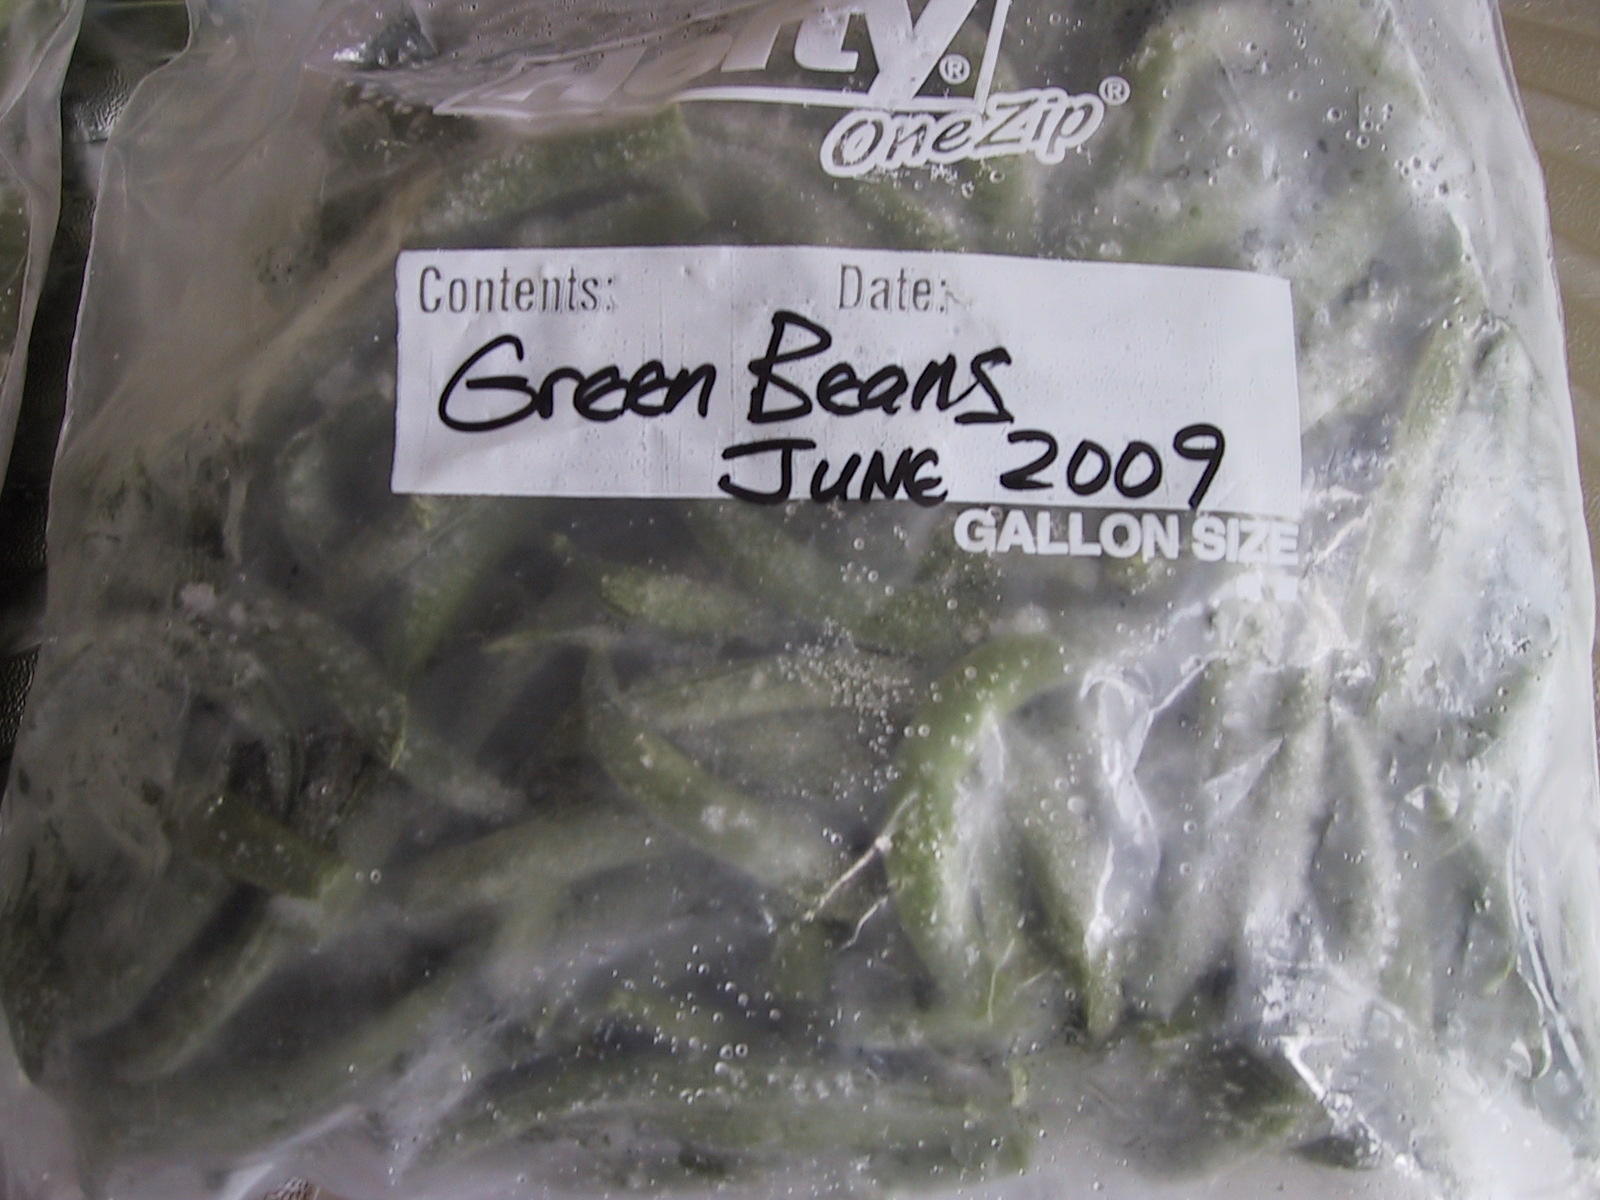 OneZip®
Contents: Date:
Green Beans
JUNE 2009
GALLON SIZE